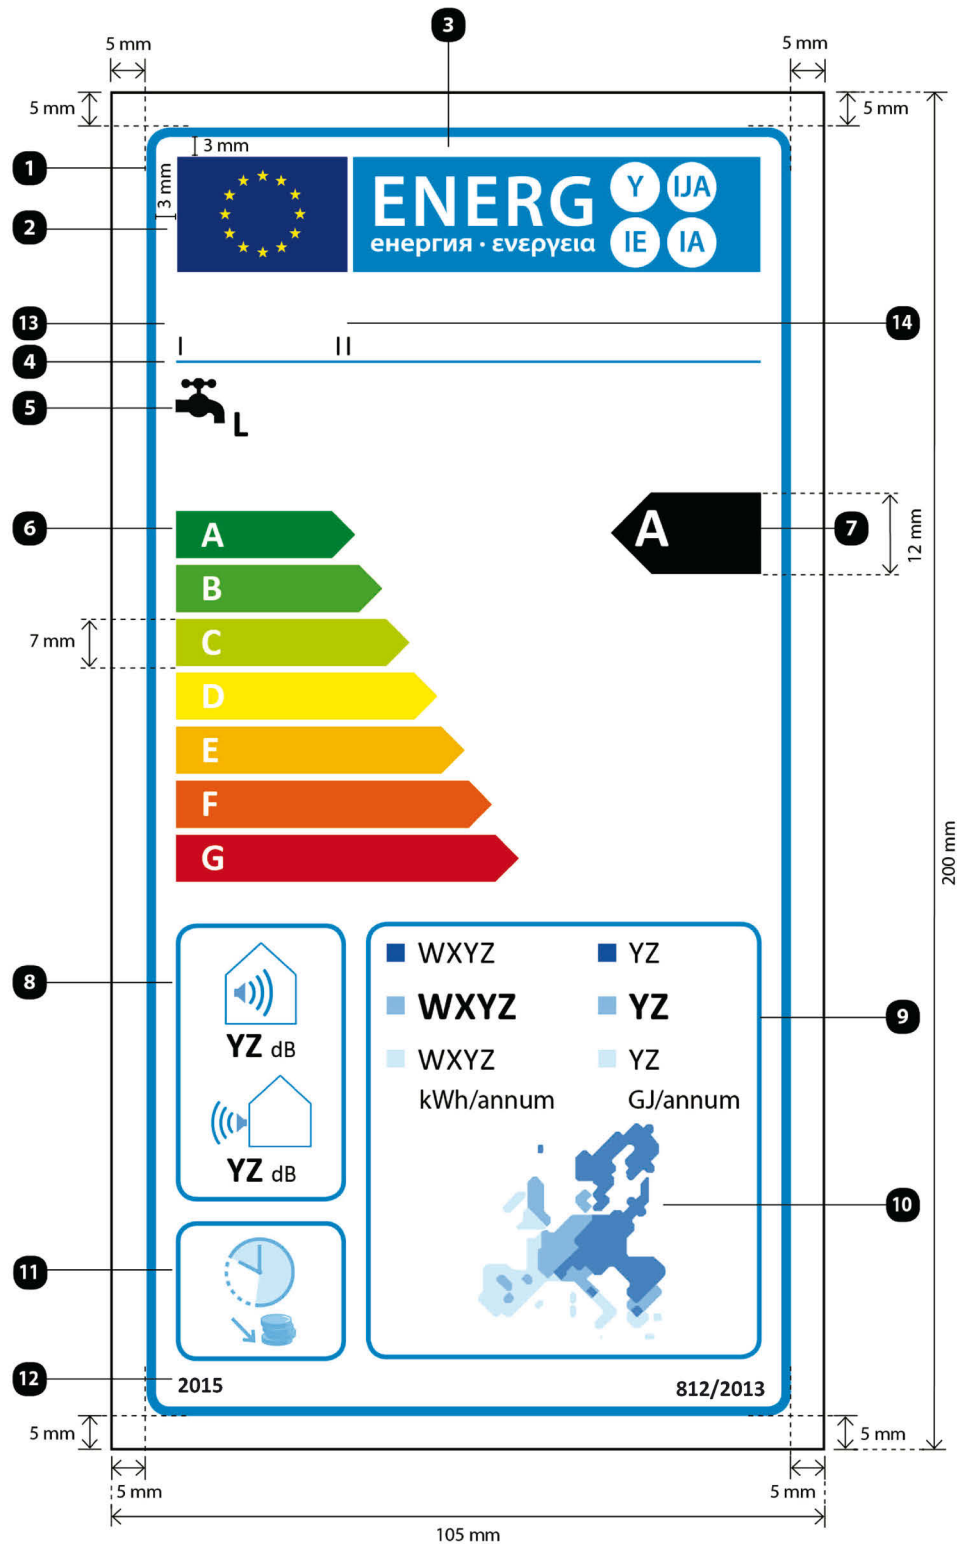 3
5 mm
5 mm
5 mm
5 mm
3 mm
1
3 mm
2
ENERG
енергия · ενεργεια
Y
IJA
IE
IA
13
14
I
II
4
5
L
6
A
A
7
12 mm
B
7 mm
C
D
E
F
G
200 mm
8
YZ dB
YZ dB
WXYZ
YZ
WXYZ
YZ
WXYZ
YZ
kWh/annum
GJ/annum
9
10
11
12
2015
812/2013
5 mm
5 mm
5 mm
5 mm
105 mm